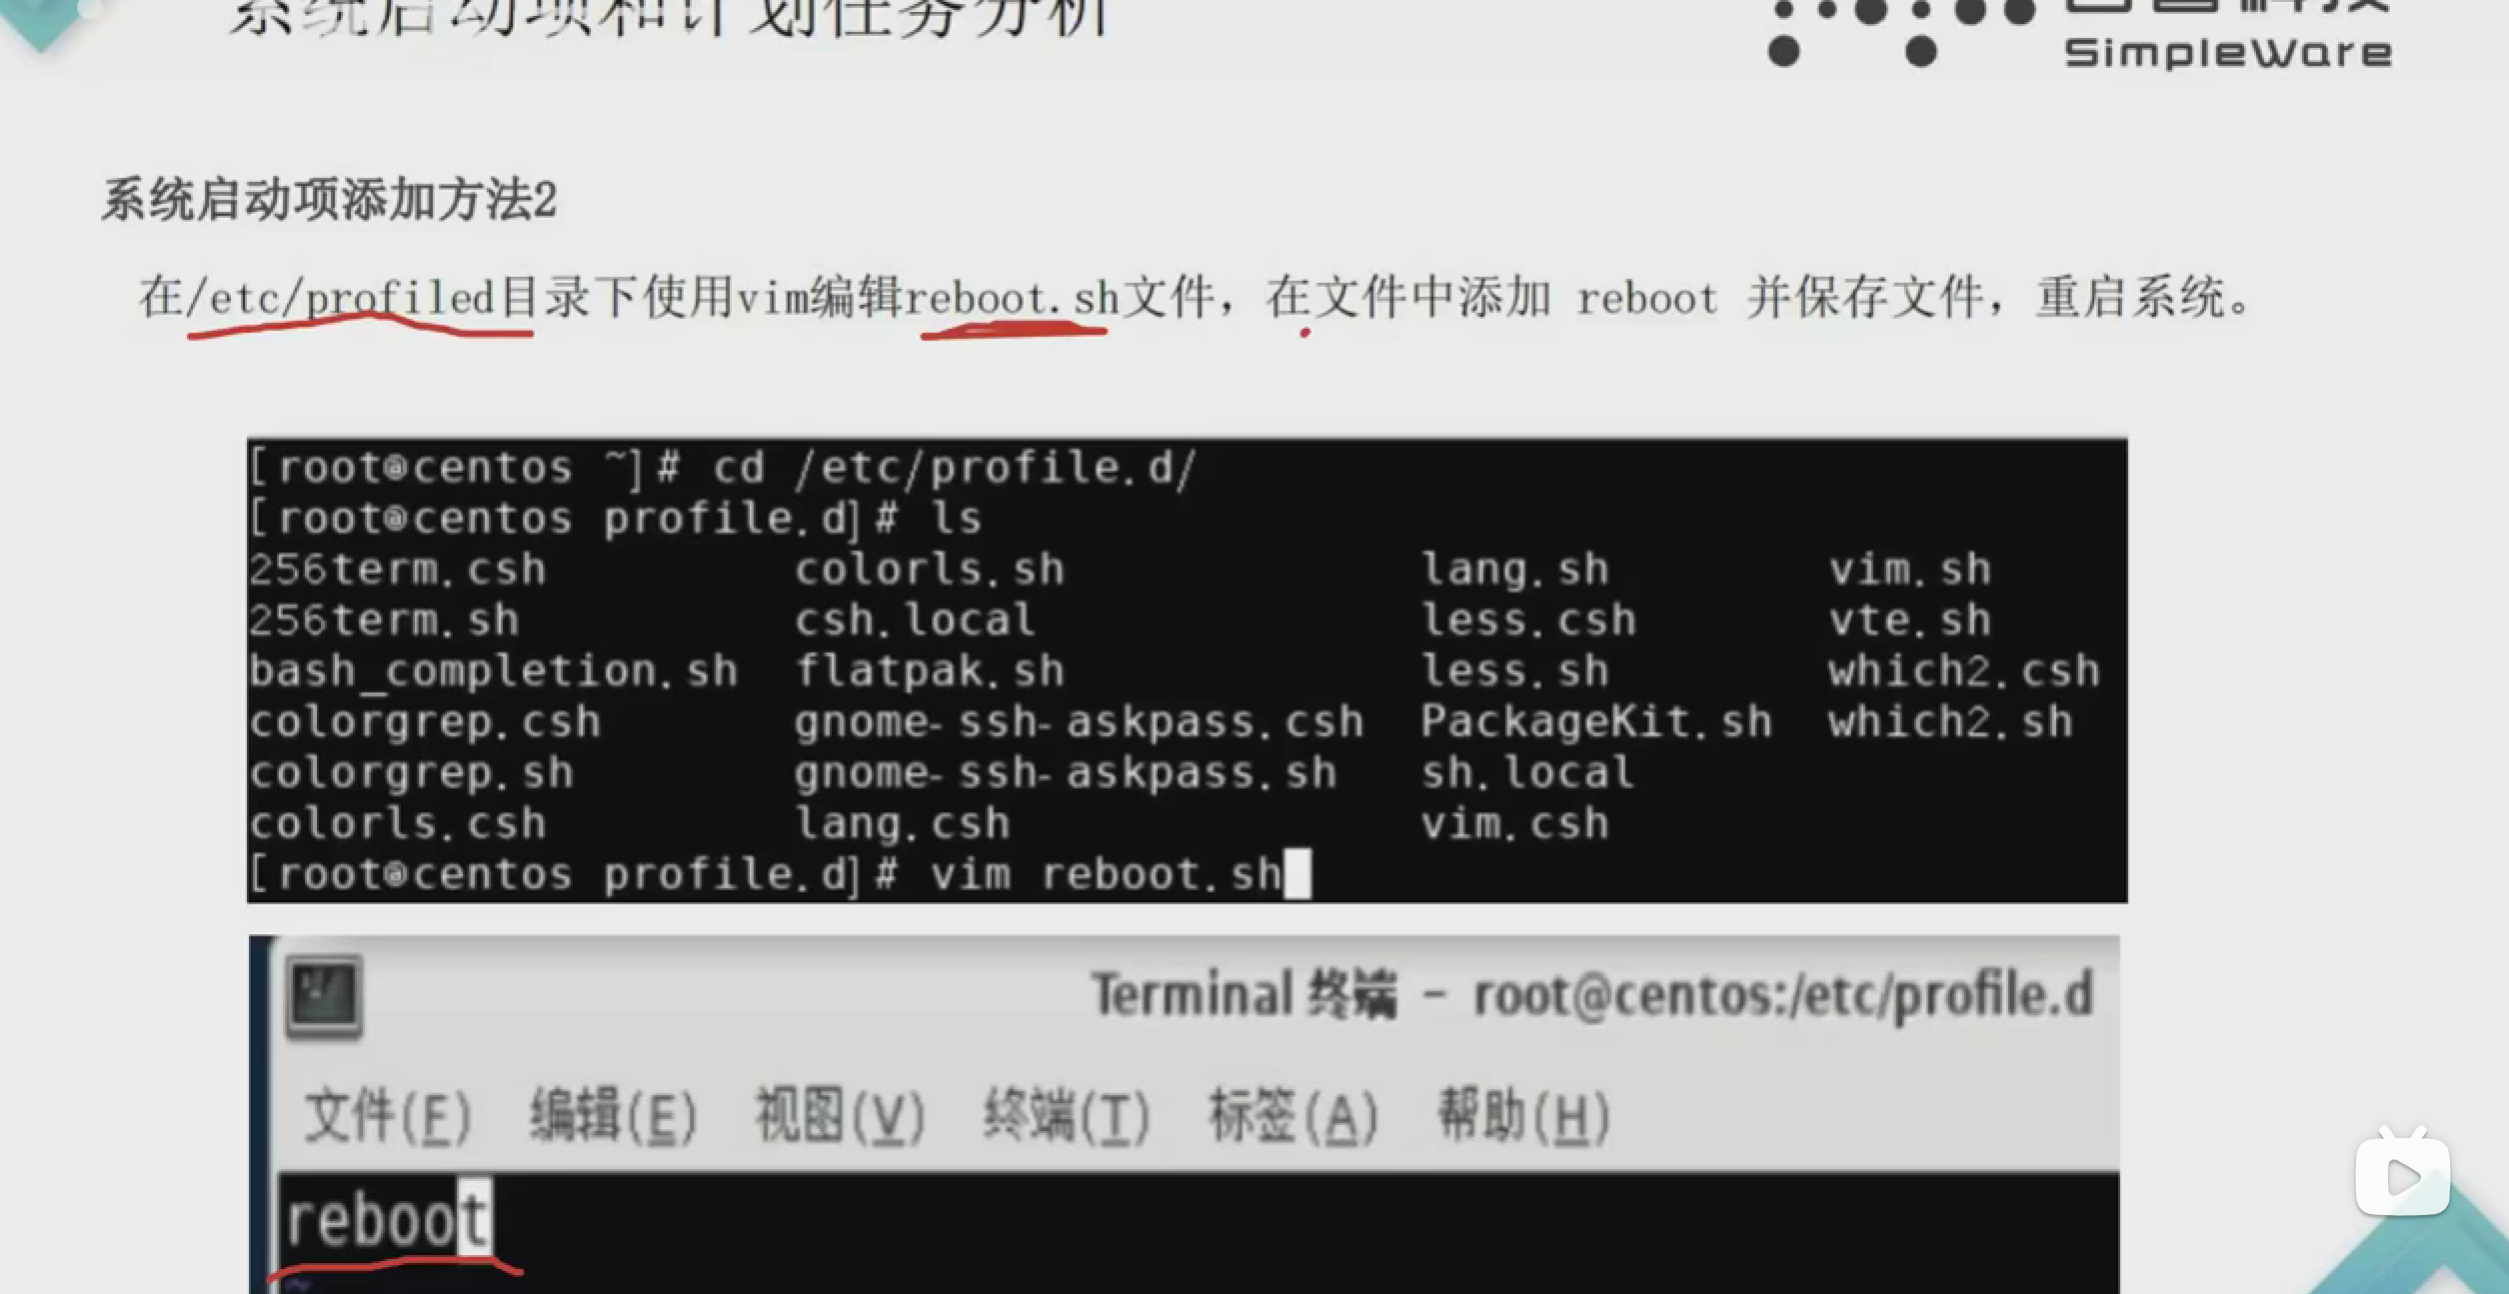 系统启动项和计划任务分析
SimpleWare
系统启动项添加方法2
在/etc/profiled目录下使用vim编辑reboot.sh文件，在文件中添加 reboot 并保存文件，重启系统。
[root@centos ~]# cd /etc/profile.d/
[root@centos profile.d]# ls
256term.csh colorls.sh lang.sh vim.sh
256term.sh csh.local less.csh vte.sh
bash_completion.sh flatpak.sh less.sh which2.csh
colorgrep.csh gnome-ssh-askpass.csh PackageKit.sh which2.sh
colorgrep.sh gnome-ssh-askpass.sh sh.local
colorls.csh lang.csh vim.csh
[root@centos profile.d]# vim reboot.sh
Terminal 终端 - root@centos:/etc/profile.d
文件(F) 编辑(E) 视图(V) 终端(T) 标签(A) 帮助(H)
reboot
~